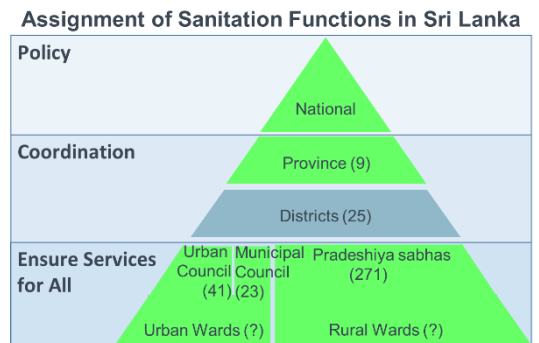 Assignment of Sanitation Functions in Sri Lanka
Policy
National
Coordination
Province (9)
Districts (25)
Ensure Services
for All
Urban
Council
(41)
Municipal
Council
(23)
Pradeshiya sabhas
(271)
Urban Wards (?)
Rural Wards (?)